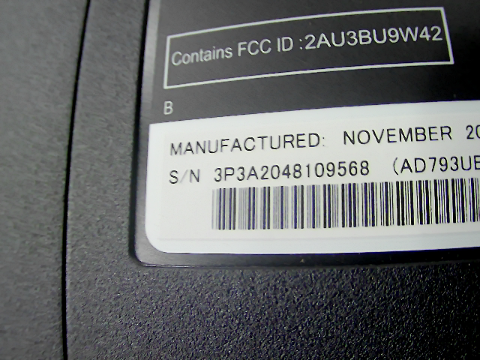 Contains FCC ID :2AU3BU9W42
B
MANUFACTURED: NOVEMBER
S/N 3P3A2048109568